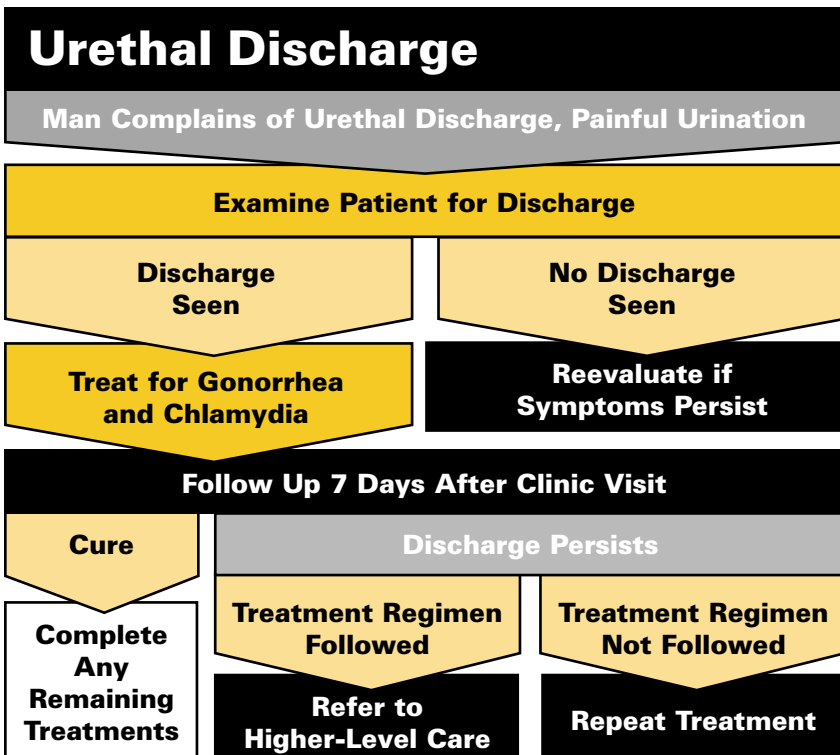 Urethal Discharge
Man Complains of Urethal Discharge, Painful Urination
Examine Patient for Discharge
Discharge
Seen
No Discharge
Seen
Treat for Gonorrhea
and Chlamydia
Reevaluate if
Symptoms Persist
Follow Up 7 Days After Clinic Visit
Cure
Discharge Persists
Complete
Any
Remaining
Treatments
Treatment Regimen
Followed
Treatment Regimen
Not Followed
Refer to
Higher-Level Care
Repeat Treatment